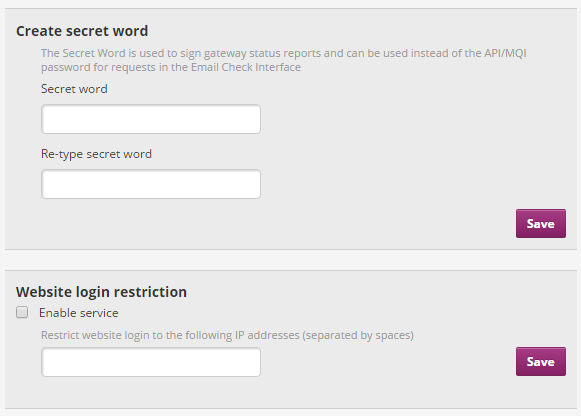 Create secret word
The Secret Word is used to sign gateway status reports and can be used instead of the API/MQI
password for requests in the Email Check Interface
Secret word
Re-type secret word
Save
Website login restriction
Enable service
Restrict website login to the following IP addresses (separated by spaces)
Save